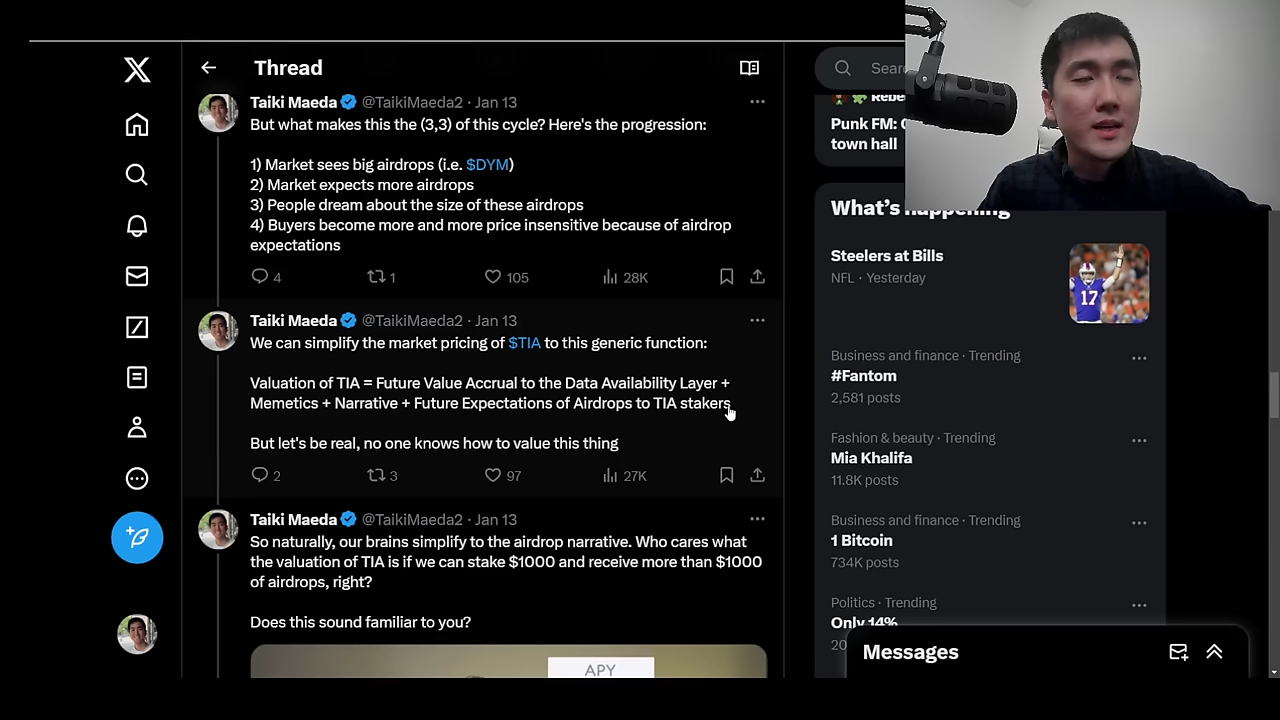 Thread
Taiki Maeda @TaikiMaeda2 · Jan 13
But what makes this the (3,3) of this cycle? Here's the progression:
1) Market sees big airdrops (i.e. $DYM)
2) Market expects more airdrops
3) People dream about the size of these airdrops
4) Buyers become more and more price insensitive because of airdrop
expectations
4 1 105 28K
Taiki Maeda @TaikiMaeda2 · Jan 13
We can simplify the market pricing of $TIA to this generic function:
Valuation of TIA = Future Value Accrual to the Data Availability Layer +
Memetics + Narrative + Future Expectations of Airdrops to TIA stakers
But let's be real, no one knows how to value this thing
2 3 97 27K
Taiki Maeda @TaikiMaeda2 · Jan 13
So naturally, our brains simplify to the airdrop narrative. Who cares what
the valuation of TIA is if we can stake $1000 and receive more than $1000
of airdrops, right?
Does this sound familiar to you?
APY
Punk FM:
town hall
What's happening
Steelers at Bills
NFL · Yesterday
17
Business and finance · Trending
#Fantom
2,581 posts
Fashion & beauty · Trending
Mia Khalifa
11.8K posts
Business and finance · Trending
1 Bitcoin
734K posts
Politics · Trending
Only 14%
Messages